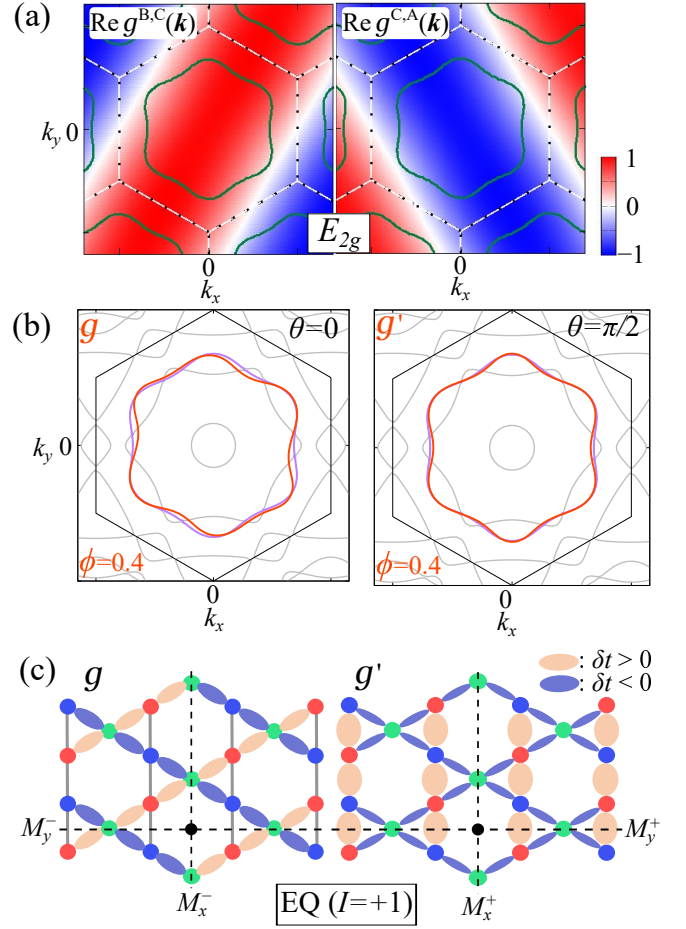 (a)
Re g^{B,C}(k)
Re g^{C,A}(k)
k_y 0
1
0
−1
E_{2g}
0
0
k_x
k_x
(b)
g
θ=0
g'
θ=π/2
k_y 0
ϕ=0.4
ϕ=0.4
0
0
k_x
k_x
(c)
g
g'
: δt > 0
: δt < 0
M_y^−
M_y^+
M_x^−
M_x^+
EQ (I=+1)